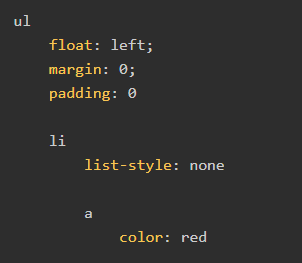 ul
float: left;
margin: 0;
padding: 0
li
list-style: none
a
color: red